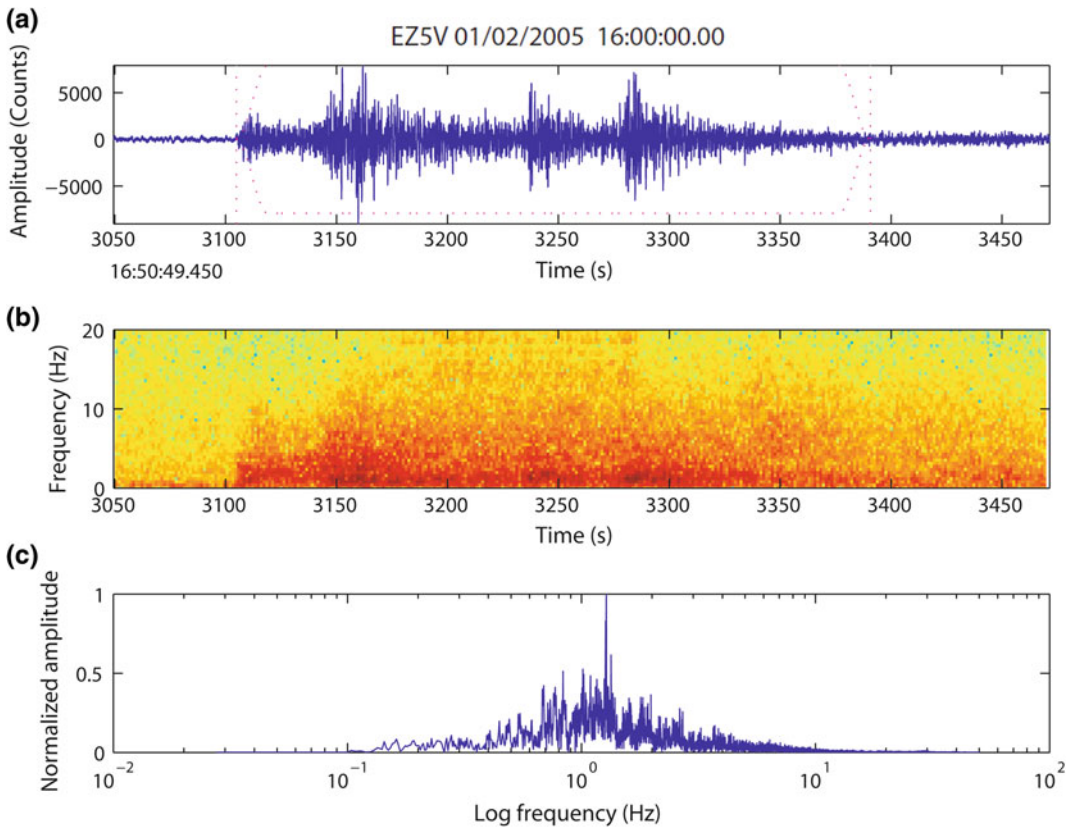 (a)
EZ5V 01/02/2005 16:00:00.00
Amplitude (Counts)
5000
0
−5000
3050 3100 3150 3200 3250 3300 3350 3400 3450
16:50:49.450
Time (s)
(b)
Frequency (Hz)
20
10
0
3050 3100 3150 3200 3250 3300 3350 3400 3450
Time (s)
(c)
Normalized amplitude
1
0.5
0
10⁻² 10⁻¹ 10⁰ 10¹ 10²
Log frequency (Hz)